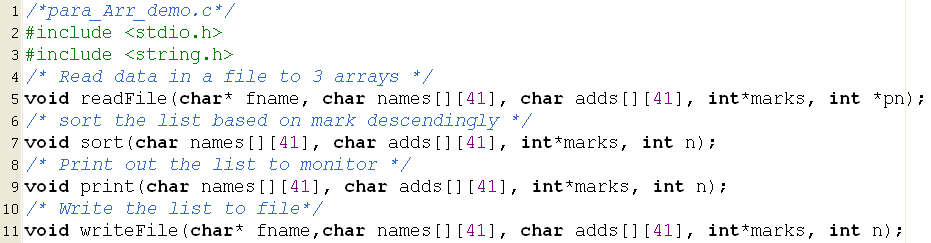 1 /*para_Arr_demo.c*/
2 #include <stdio.h>
3 #include <string.h>
4 /* Read data in a file to 3 arrays */
5 void readFile(char* fname, char names[][41], char adds[][41], int*marks, int *pn);
6 /* sort the list based on mark descendingly */
7 void sort(char names[][41], char adds[][41], int*marks, int n);
8 /* Print out the list to monitor */
9 void print(char names[][41], char adds[][41], int*marks, int n);
10 /* Write the list to file*/
11 void writeFile(char* fname,char names[][41], char adds[][41], int*marks, int n);